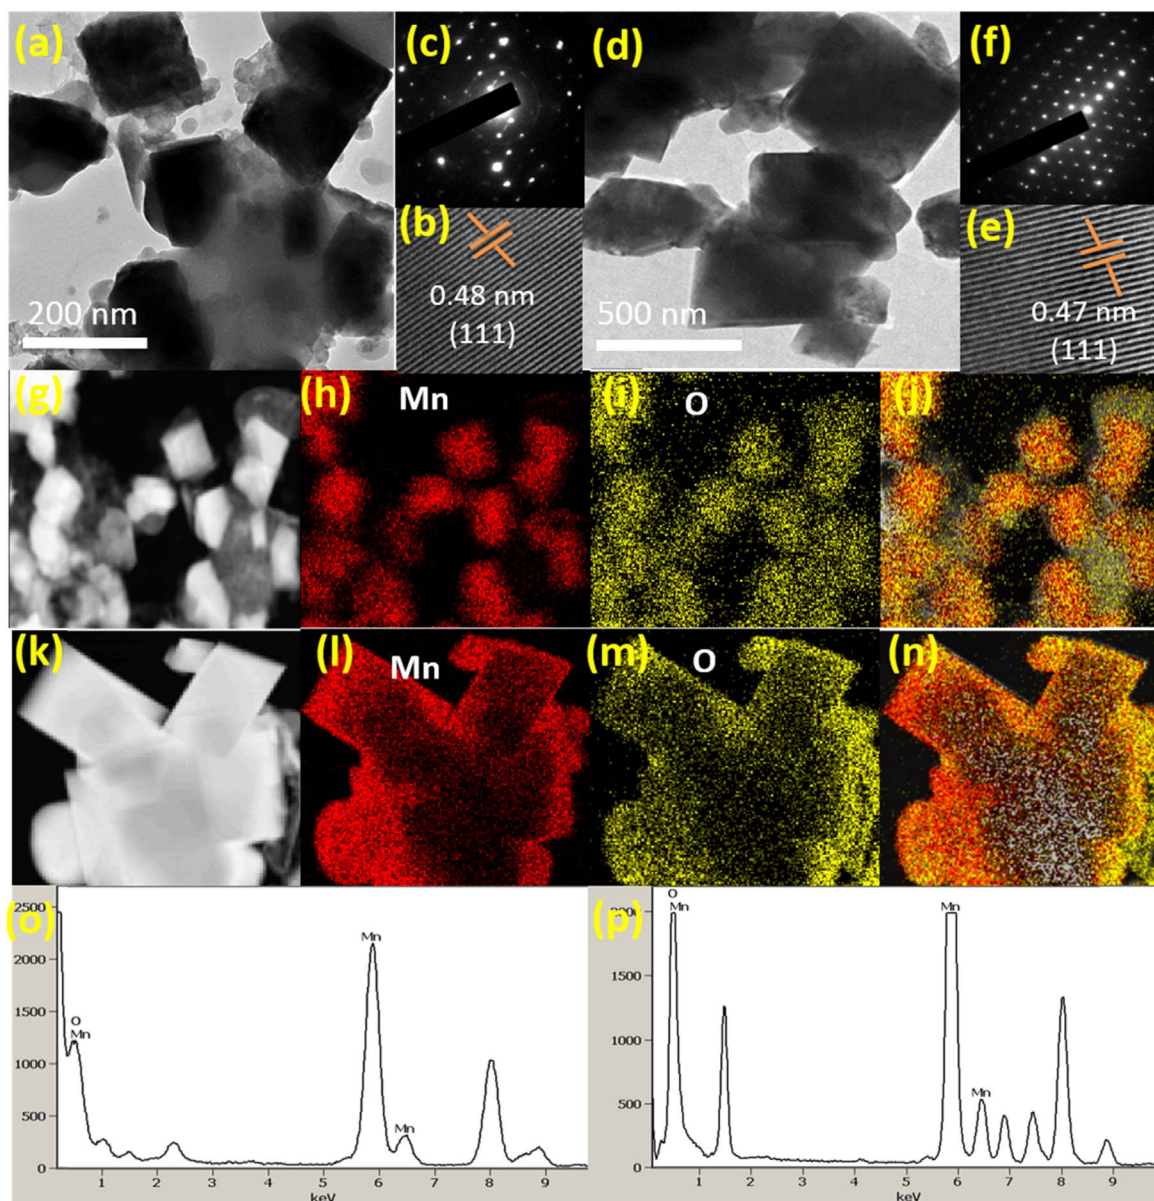 (a)
(c)
(d)
(f)
(b)
(e)
0.48 nm
(111)
0.47 nm
(111)
200 nm
500 nm
(g)
(h)
Mn
(i)
O
(j)
(k)
(l)
Mn
(m)
O
(n)
(o)
2500
2000
1500
1000
500
0
O
Mn
Mn
Mn
1 2 3 4 5 6 7 8 9
keV
(p)
1500
1000
500
0
O
Mn
Mn
Mn
1 2 3 4 5 6 7 8 9
keV